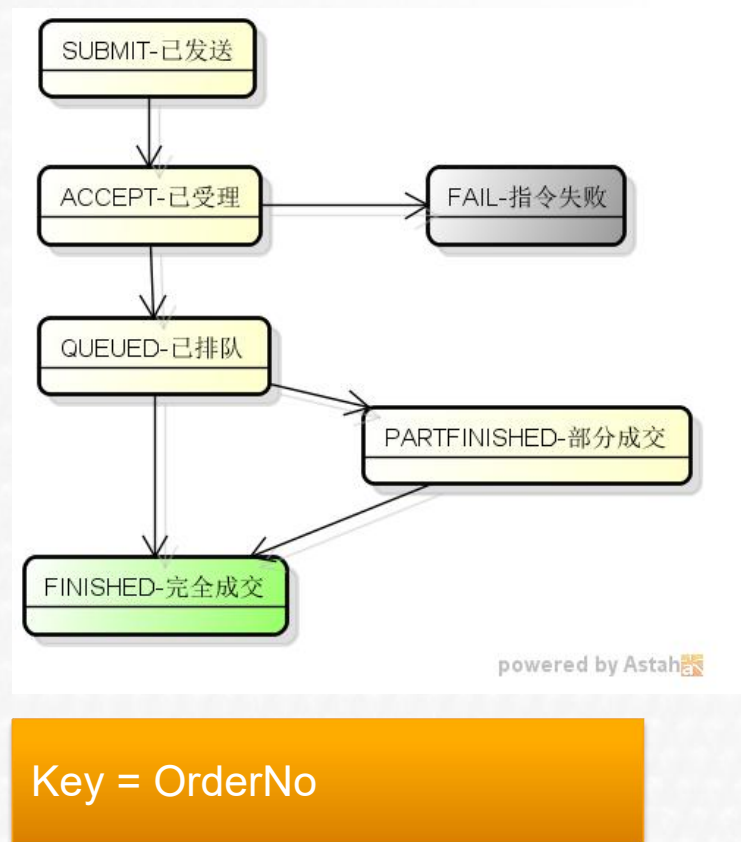 SUBMIT-已发送
ACCEPT-已受理
FAIL-指令失败
QUEUED-已排队
PARTFINISHED-部分成交
FINISHED-完全成交
powered by Astah
Key = OrderNo